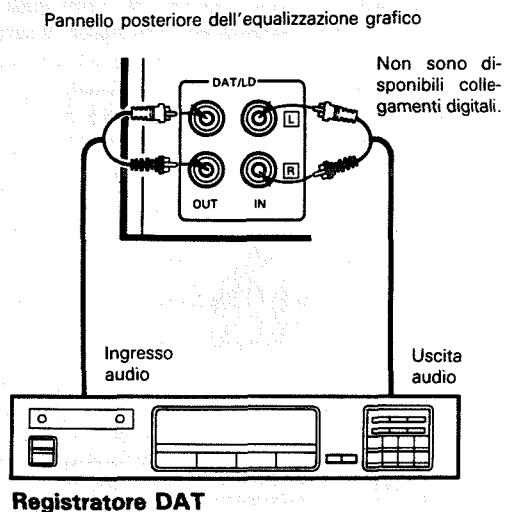 Pannello posteriore dell'equalizzazione grafico
Non sono di-
sponibili colle-
gamenti digitali.
DAT/LD
L
R
OUT
IN
Ingresso
audio
Uscita
audio
Registratore DAT